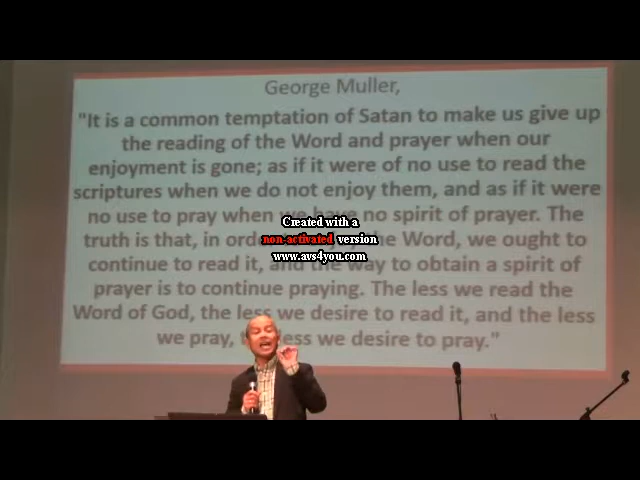 George Muller,
"It is a common temptation of Satan to make us give up
the reading of the Word and prayer when our
enjoyment is gone; as if it were of no use to read the
scriptures when we do not enjoy them, and as if it were
no use to pray when we have no spirit of prayer. The
truth is that, in the Word, we ought to
continue to read it, and the way to obtain a spirit of
prayer is to continue praying. The less we read the
Word of God, the less we desire to read it, and the less
we pray, less we desire to pray."
Created with a
non-activated version
www.avs4you.com